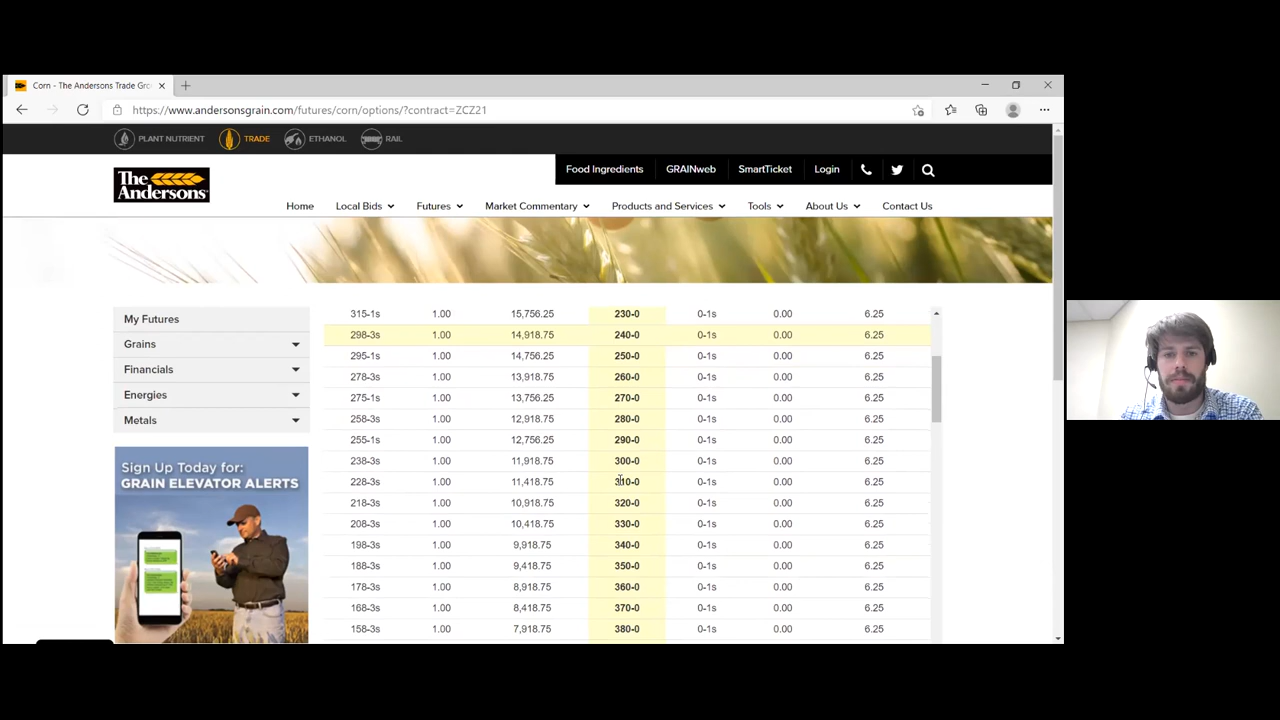 Corn - The Andersons Trade Gro
https://www.andersonsgrain.com/futures/corn/options/?contract=ZCZ21
PLANT NUTRIENT TRADE ETHANOL RAIL
Food Ingredients GRAINweb SmartTicket Login
The
Andersons
Home Local Bids Futures Market Commentary Products and Services Tools About Us Contact Us
My Futures
Grains
Financials
Energies
Metals
Sign Up Today for:
GRAIN ELEVATOR ALERTS
315-1s 1.00 15,756.25 230-0 0-1s 0.00 6.25
298-3s 1.00 14,918.75 240-0 0-1s 0.00 6.25
295-1s 1.00 14,756.25 250-0 0-1s 0.00 6.25
278-3s 1.00 13,918.75 260-0 0-1s 0.00 6.25
275-1s 1.00 13,756.25 270-0 0-1s 0.00 6.25
258-3s 1.00 12,918.75 280-0 0-1s 0.00 6.25
255-1s 1.00 12,756.25 290-0 0-1s 0.00 6.25
238-3s 1.00 11,918.75 300-0 0-1s 0.00 6.25
228-3s 1.00 11,418.75 310-0 0-1s 0.00 6.25
218-3s 1.00 10,918.75 320-0 0-1s 0.00 6.25
208-3s 1.00 10,418.75 330-0 0-1s 0.00 6.25
198-3s 1.00 9,918.75 340-0 0-1s 0.00 6.25
188-3s 1.00 9,418.75 350-0 0-1s 0.00 6.25
178-3s 1.00 8,918.75 360-0 0-1s 0.00 6.25
168-3s 1.00 8,418.75 370-0 0-1s 0.00 6.25
158-3s 1.00 7,918.75 380-0 0-1s 0.00 6.25